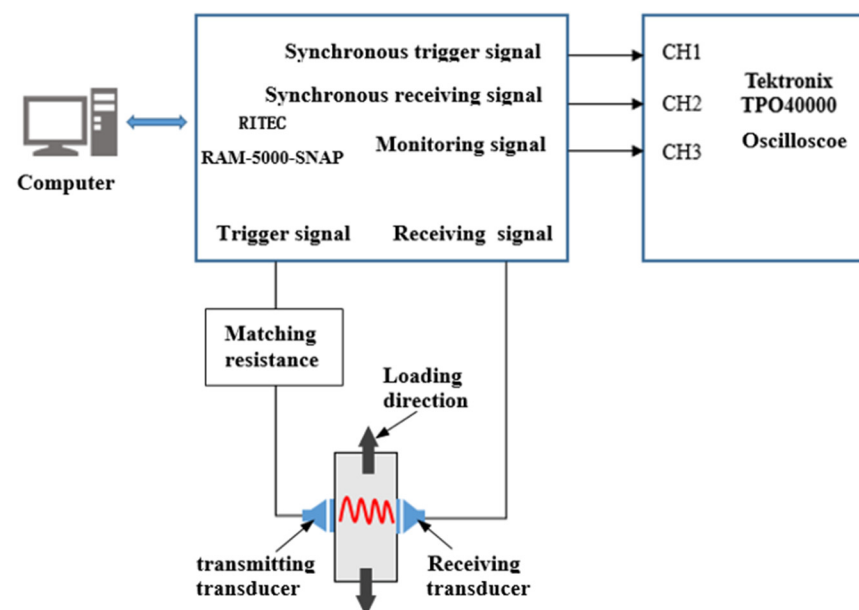 Synchronous trigger signal
CH1
Tektronix
Synchronous receiving signal
CH2
TPO40000
RITEC
Monitoring signal
Oscilloscoe
RAM-5000-SNAP
CH3
Computer
Trigger signal
Receiving signal
Matching
resistance
Loading
direction
transmitting
transducer
Receiving
transducer